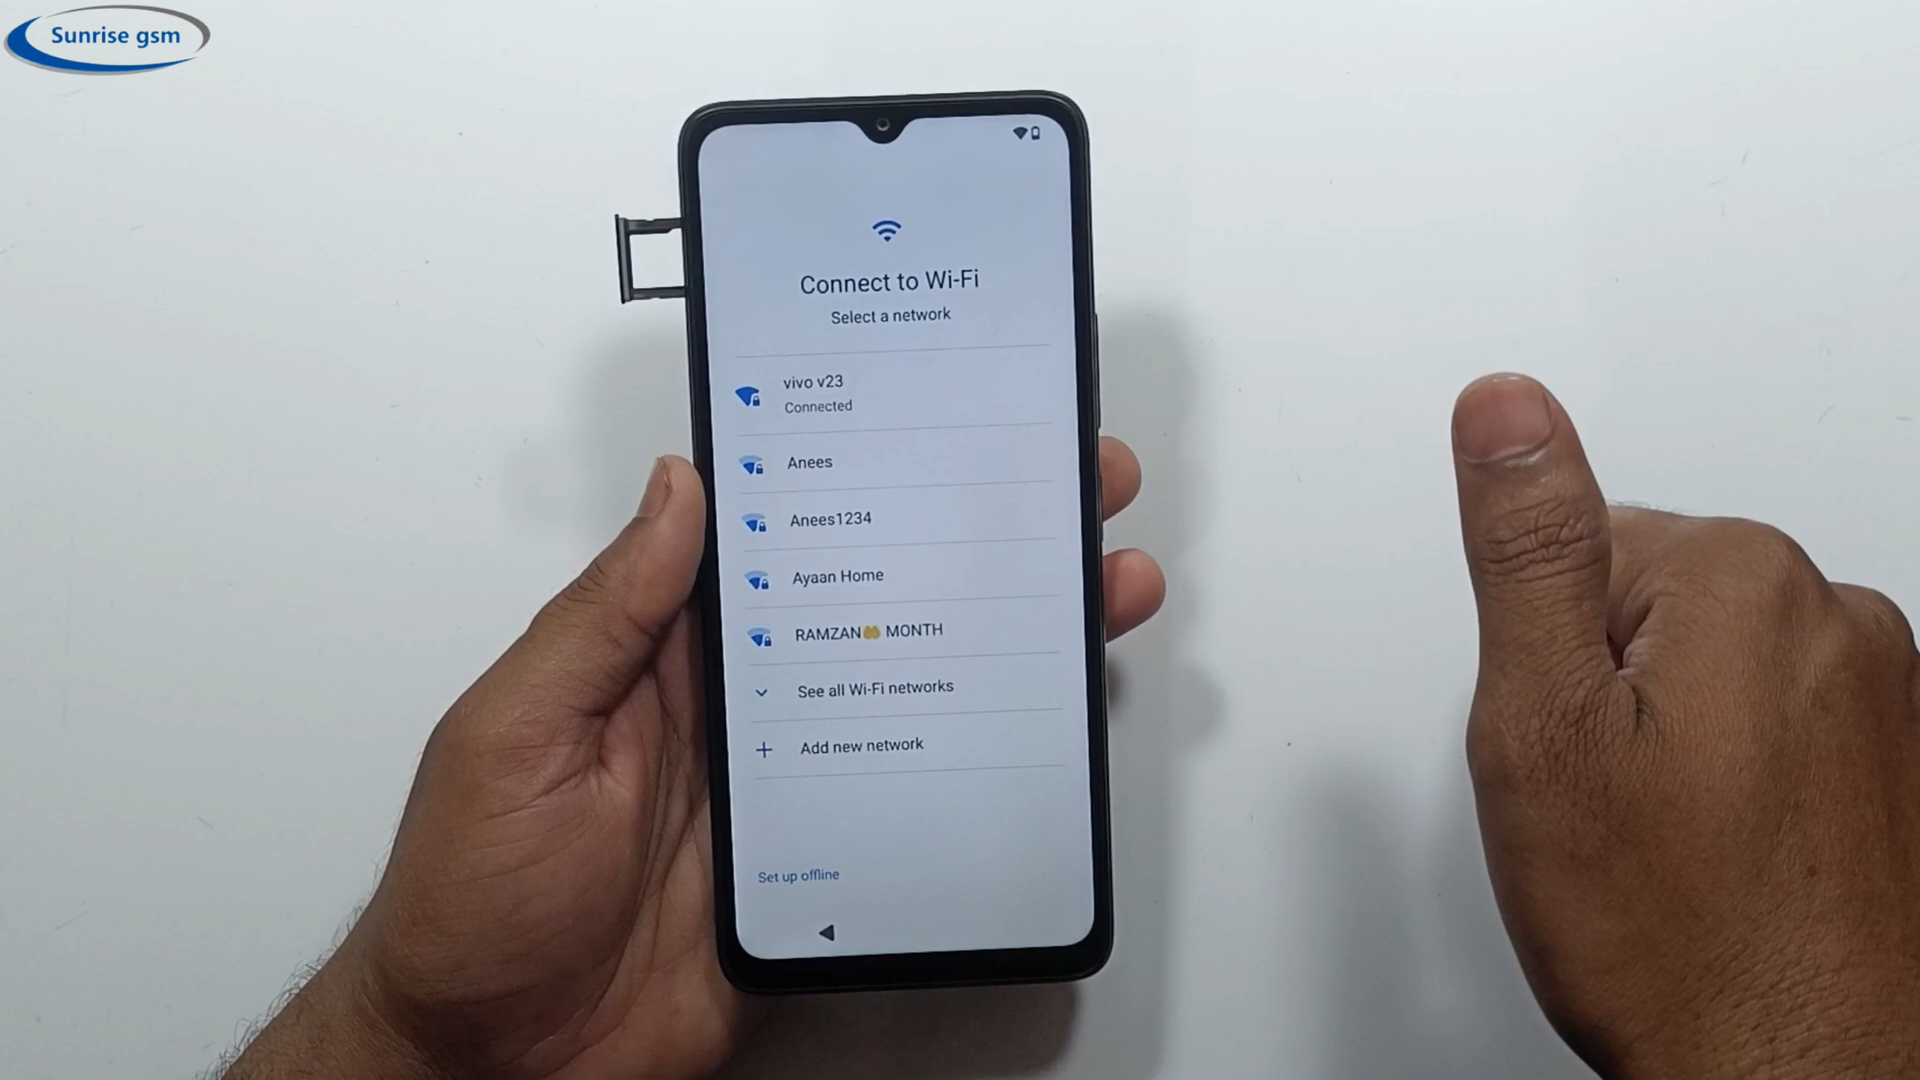 Sunrise gsm
Connect to Wi-Fi
Select a network
vivo v23
Connected
Anees
Anees1234
Ayaan Home
RAMZAN🤲 MONTH
See all Wi-Fi networks
Add new network
Set up offline